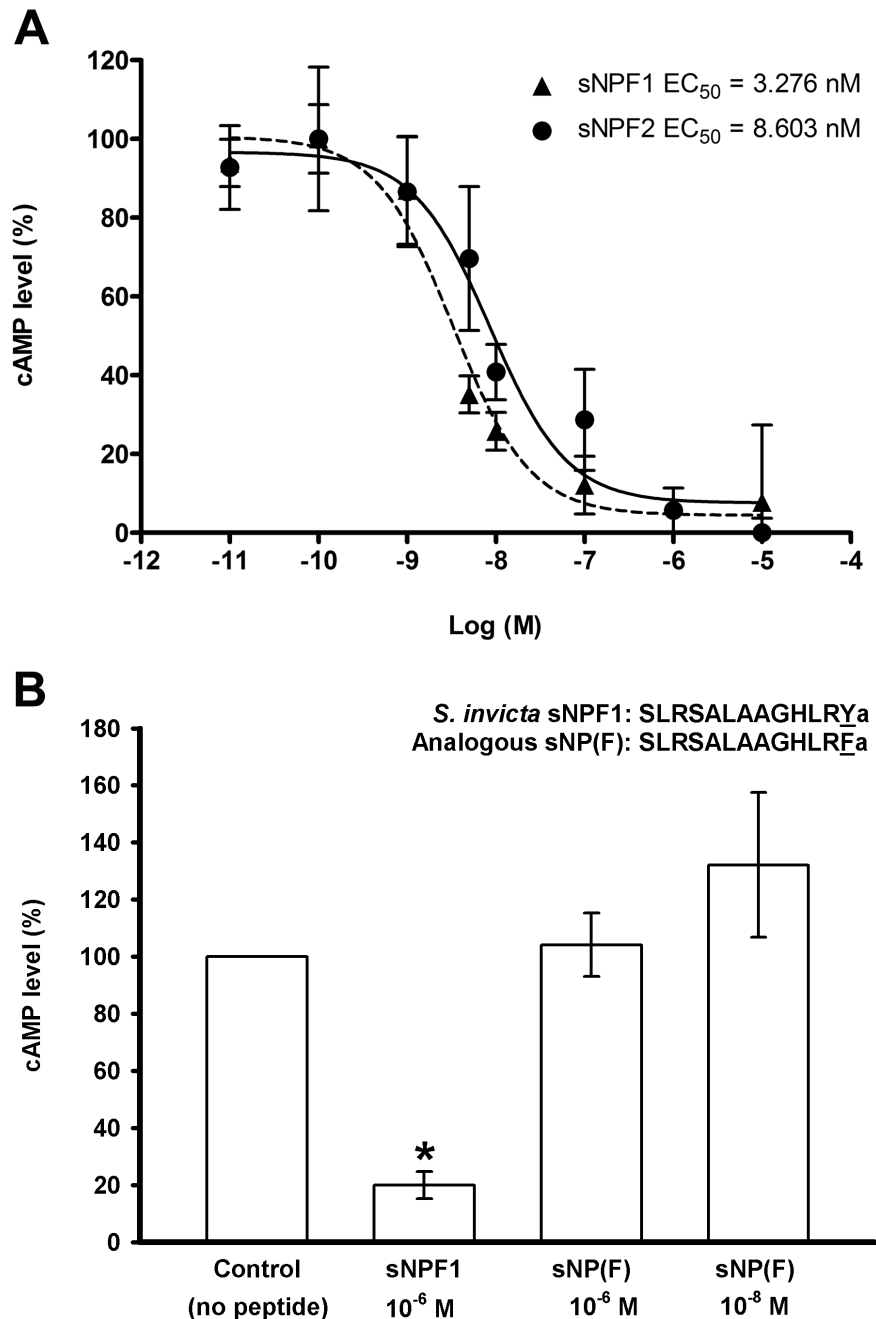 A
120
100
80
60
40
20
0
cAMP level (%)
sNPF1 EC50 = 3.276 nM
sNPF2 EC50 = 8.603 nM
-12 -11 -10 -9 -8 -7 -6 -5 -4
Log (M)
B
S. invicta sNPF1: SLRSALAAGHLRYa
Analogous sNP(F): SLRSALAAGHLRFa
180
160
140
120
100
80
60
40
20
0
cAMP level (%)
*
Control sNPF1 sNP(F) sNP(F)
(no peptide) 10-6 M 10-6 M 10-8 M